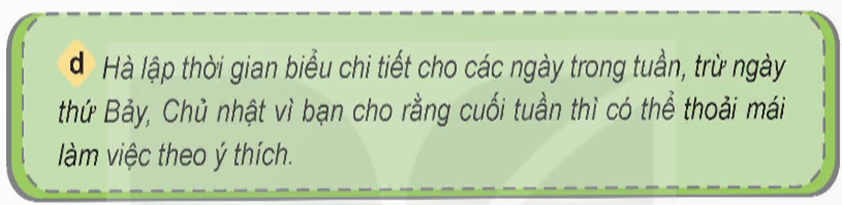 d Hà lập thời gian biểu chi tiết cho các ngày trong tuần, trừ ngày
thứ Bảy, Chủ nhật vì bạn cho rằng cuối tuần thì có thể thoải mái
làm việc theo ý thích.